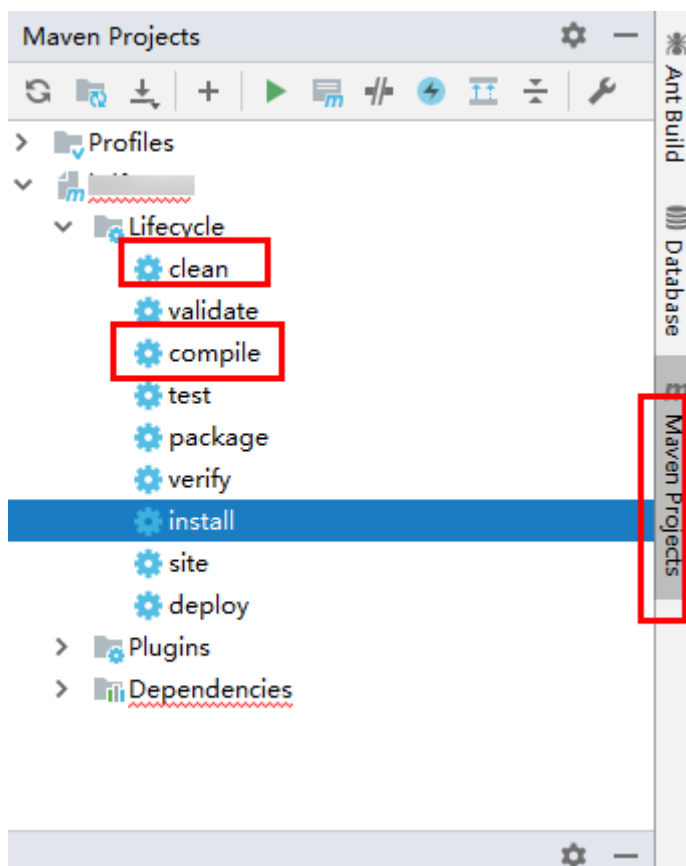 Maven Projects
Profiles
Lifecycle
clean
validate
compile
test
package
verify
install
site
deploy
Plugins
Dependencies
Ant Build
Database
Maven Projects